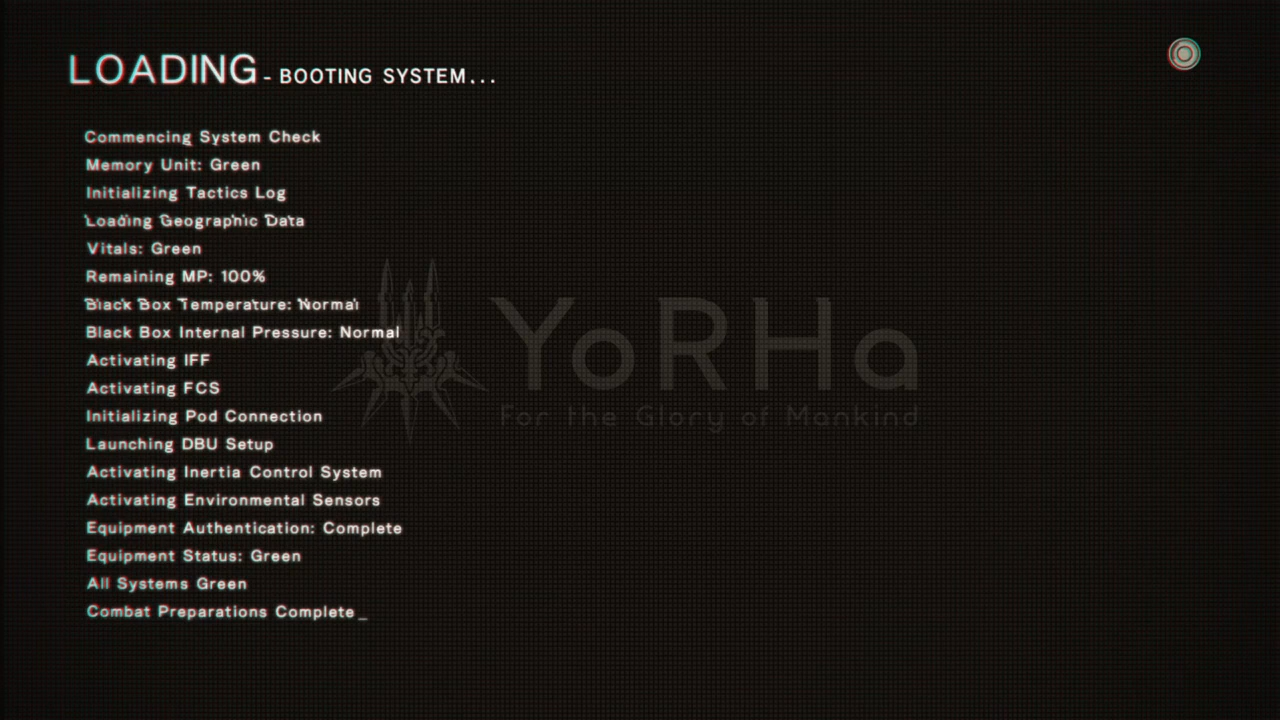 LOADING - BOOTING SYSTEM...
Commencing System Check
Memory Unit: Green
Initializing Tactics Log
Loading Geographic Data
Vitals: Green
Remaining MP: 100%
Black Box Temperature: Normal
Black Box Internal Pressure: Normal
Activating IFF
Activating FCS
Initializing Pod Connection
Launching DBU Setup
Activating Inertia Control System
Activating Environmental Sensors
Equipment Authentication: Complete
Equipment Status: Green
All Systems Green
Combat Preparations Complete_
YoRHa
For the Glory of Mankind